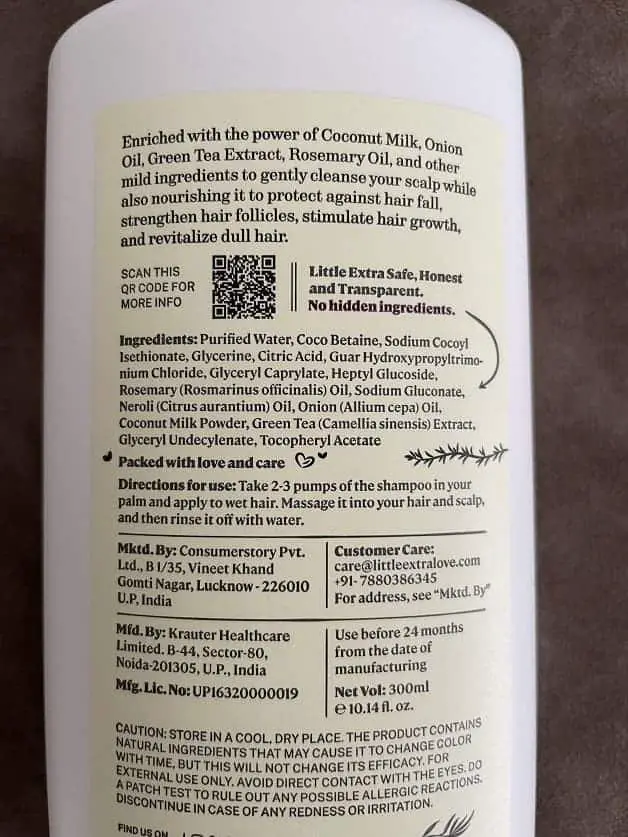 Enriched with the power of Coconut Milk, Onion
Oil, Green Tea Extract, Rosemary Oil, and other
mild ingredients to gently cleanse your scalp while
also nourishing it to protect against hair fall,
strengthen hair follicles, stimulate hair growth,
and revitalize dull hair.
SCAN THIS
QR CODE FOR
MORE INFO
Little Extra Safe, Honest
and Transparent.
No hidden ingredients.
Ingredients: Purified Water, Coco Betaine, Sodium Cocoyl
Isethionate, Glycerine, Citric Acid, Guar Hydroxypropyltrimo-
nium Chloride, Glyceryl Caprylate, Heptyl Glucoside,
Rosemary (Rosmarinus officinalis) Oil, Sodium Gluconate,
Neroli (Citrus aurantium) Oil, Onion (Allium cepa) Oil,
Coconut Milk Powder, Green Tea (Camellia sinensis) Extract,
Glyceryl Undecylenate, Tocopheryl Acetate
Packed with love and care
Directions for use: Take 2-3 pumps of the shampoo in your
palm and apply to wet hair. Massage it into your hair and scalp,
and then rinse it off with water.
Mktd. By: Consumerstory Pvt.
Ltd., B 1/35, Vineet Khand
Gomti Nagar, Lucknow - 226010
U.P, India
Customer Care:
care@littleextralove.com
+91- 7880386345
For address, see "Mktd. By"
Mfd. By: Krauter Healthcare
Limited. B-44, Sector-80,
Noida-201305, U.P., India
Mfg. Lic. No: UP16320000019
Use before 24 months
from the date of
manufacturing
Net Vol: 300ml
℮ 10.14 fl. oz.
CAUTION: STORE IN A COOL, DRY PLACE. THE PRODUCT CONTAINS
NATURAL INGREDIENTS THAT MAY CAUSE IT TO CHANGE COLOR
WITH TIME, BUT THIS WILL NOT CHANGE ITS EFFICACY. FOR
EXTERNAL USE ONLY. AVOID DIRECT CONTACT WITH THE EYES. DO
A PATCH TEST TO RULE OUT ANY POSSIBLE ALLERGIC REACTIONS.
DISCONTINUE IN CASE OF ANY REDNESS OR IRRITATION.
FIND US ON